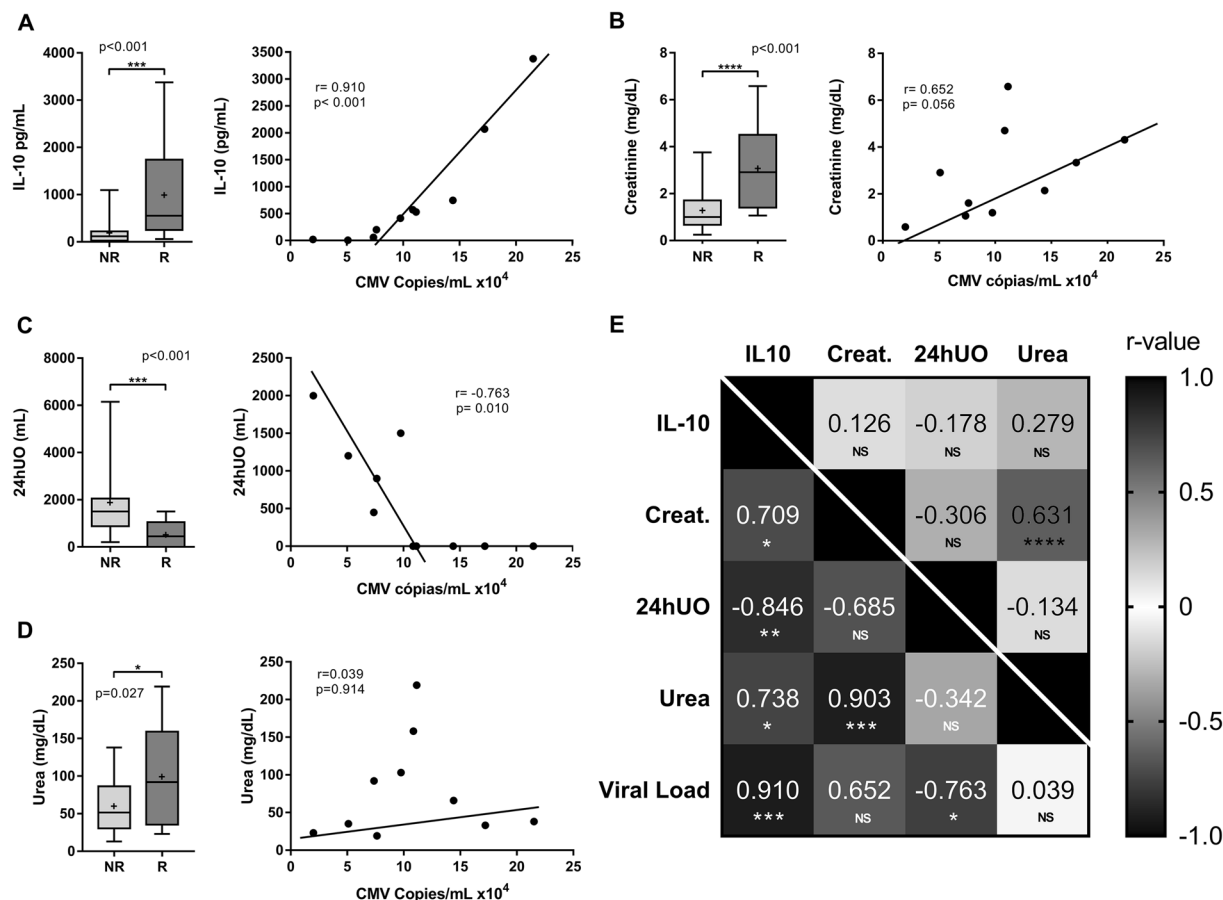 A
p<0.001
***
IL-10 pg/mL
4000
3000
2000
1000
0
NR R
IL-10 (pg/mL)
3500
3000
2500
2000
1500
1000
500
0
r= 0.910
p< 0.001
0 5 10 15 20 25
CMV Copies/mL x10⁴
B
p<0.001
****
Creatinine (mg/dL)
8
6
4
2
0
NR R
Creatinine (mg/dL)
8
6
4
2
0
r= 0.652
p= 0.056
0 5 10 15 20 25
CMV cópias/mL x10⁴
C
p<0.001
***
24hUO (mL)
8000
6000
4000
2000
0
NR R
24hUO (mL)
2500
2000
1500
1000
500
0
r= -0.763
p= 0.010
0 5 10 15 20 25
CMV cópias/mL x10⁴
D
*
p=0.027
Urea (mg/dL)
250
200
150
100
50
0
NR R
Urea (mg/dL)
250
200
150
100
50
0
r=0.039
p=0.914
0 5 10 15 20 25
CMV Copies/mL x10⁴
E
IL10 Creat. 24hUO Urea
IL-10 0.126 -0.178 0.279
NS NS NS
Creat. 0.709 -0.306 0.631
* NS ****
24hUO -0.846 -0.685 -0.134
** NS NS
Urea 0.738 0.903 -0.342
* *** NS
Viral Load 0.910 0.652 -0.763 0.039
*** NS * NS
r-value
1.0
0.5
0
-0.5
-1.0